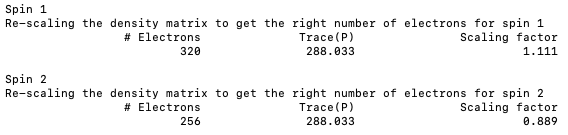 Spin 1
Re-scaling the density matrix to get the right number of electrons for spin 1
# Electrons Trace(P) Scaling factor
320 288.033 1.111
Spin 2
Re-scaling the density matrix to get the right number of electrons for spin 2
# Electrons Trace(P) Scaling factor
256 288.033 0.889